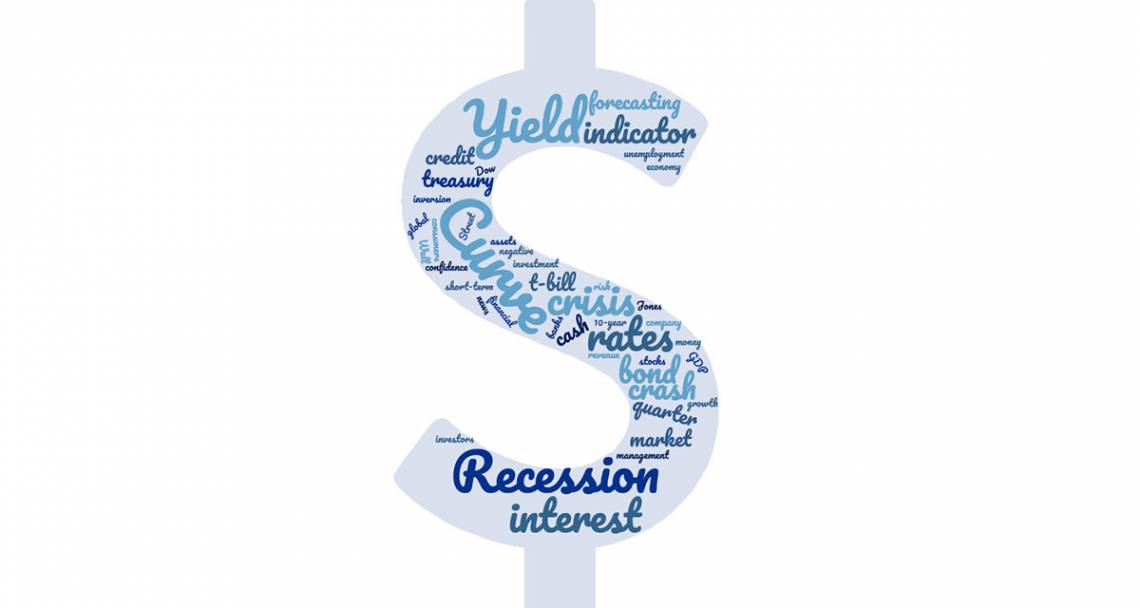 Yield
forecasting
indicator
unemployment
economy
credit
Dow
treasury
inversion
global
consumers
Wall
Street
Curve
confidence
short-term
news
financial
assets
negative
investment
t-bill
risk
crisis
Jones
banks
cash
10-year
company
rates
money
revenue
stocks
GDP
bond
crash
growth
quarter
market
management
investors
Recession
interest